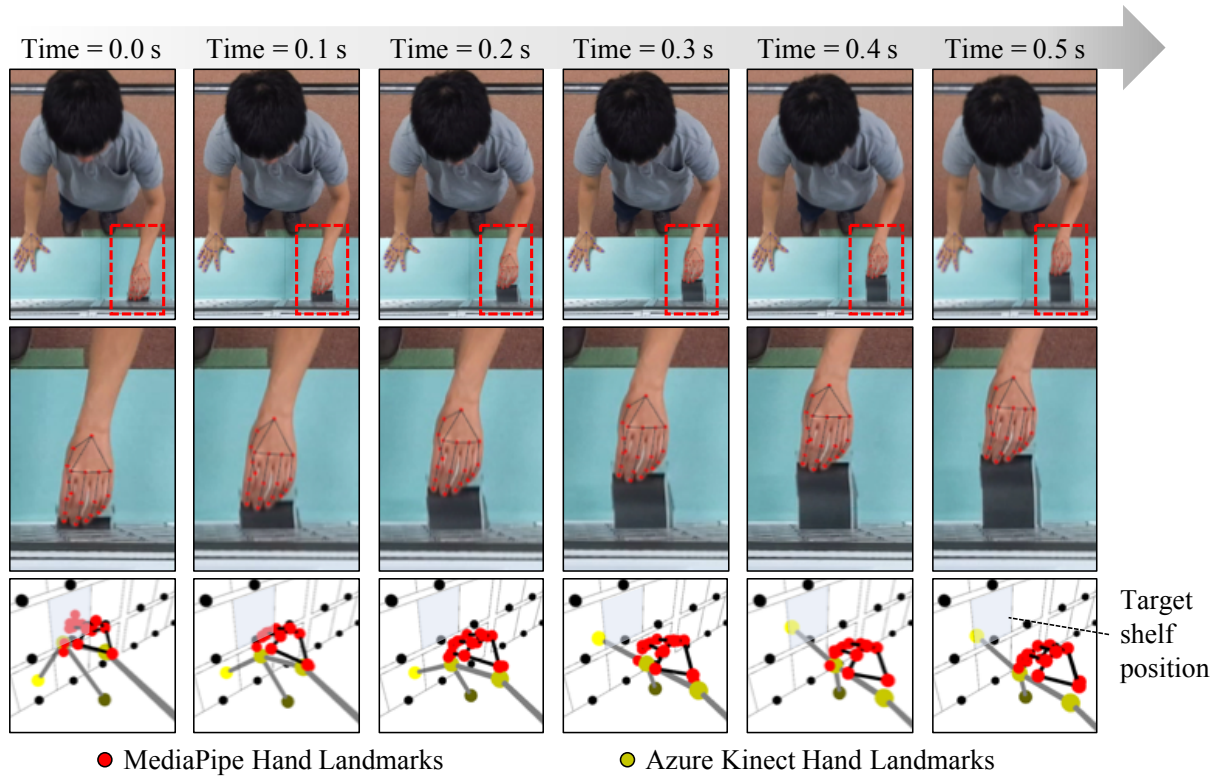 Time = 0.0 s
Time = 0.1 s
Time = 0.2 s
Time = 0.3 s
Time = 0.4 s
Time = 0.5 s
Target
shelf
position
MediaPipe Hand Landmarks
Azure Kinect Hand Landmarks